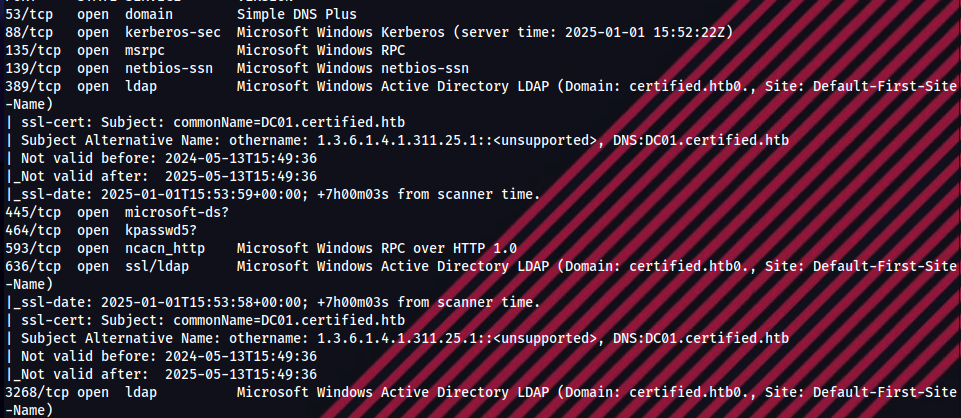 53/tcp   open  domain        Simple DNS Plus
88/tcp   open  kerberos-sec  Microsoft Windows Kerberos (server time: 2025-01-01 15:52:22Z)
135/tcp  open  msrpc         Microsoft Windows RPC
139/tcp  open  netbios-ssn   Microsoft Windows netbios-ssn
389/tcp  open  ldap          Microsoft Windows Active Directory LDAP (Domain: certified.htb0., Site: Default-First-Site
-Name)
| ssl-cert: Subject: commonName=DC01.certified.htb
| Subject Alternative Name: othername: 1.3.6.1.4.1.311.25.1::<unsupported>, DNS:DC01.certified.htb
| Not valid before: 2024-05-13T15:49:36
|_Not valid after:  2025-05-13T15:49:36
|_ssl-date: 2025-01-01T15:53:59+00:00; +7h00m03s from scanner time.
445/tcp  open  microsoft-ds?
464/tcp  open  kpasswd5?
593/tcp  open  ncacn_http    Microsoft Windows RPC over HTTP 1.0
636/tcp  open  ssl/ldap      Microsoft Windows Active Directory LDAP (Domain: certified.htb0., Site: Default-First-Site
-Name)
|_ssl-date: 2025-01-01T15:53:58+00:00; +7h00m03s from scanner time.
| ssl-cert: Subject: commonName=DC01.certified.htb
| Subject Alternative Name: othername: 1.3.6.1.4.1.311.25.1::<unsupported>, DNS:DC01.certified.htb
| Not valid before: 2024-05-13T15:49:36
|_Not valid after:  2025-05-13T15:49:36
3268/tcp open  ldap          Microsoft Windows Active Directory LDAP (Domain: certified.htb0., Site: Default-First-Site
-Name)